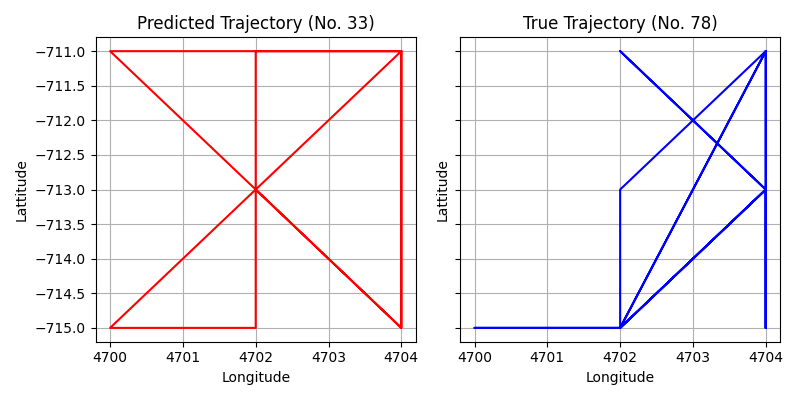 Predicted Trajectory (No. 33)
True Trajectory (No. 78)
−711.0
−711.5
−712.0
−712.5
−713.0
−713.5
−714.0
−714.5
−715.0
Lattitude
Lattitude
4700 4701 4702 4703 4704
4700 4701 4702 4703 4704
Longitude
Longitude